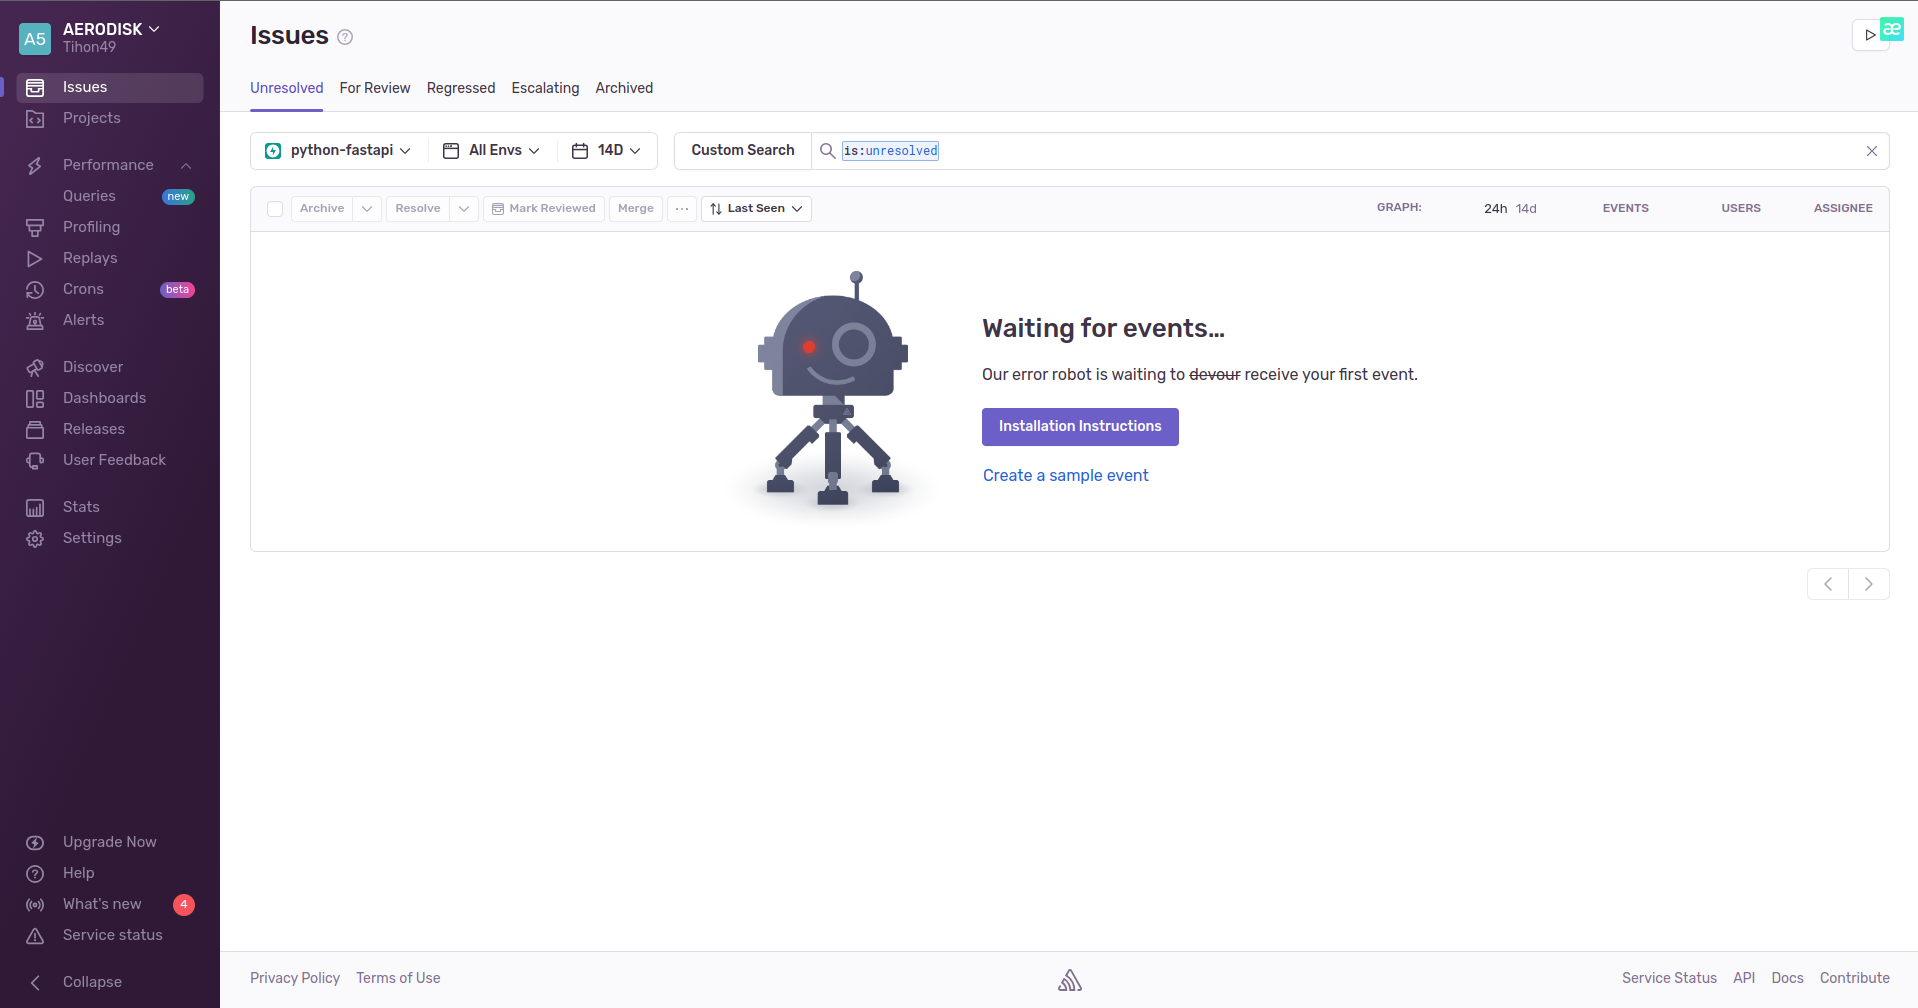 A5
AERODISK
Tihon49
Issues
Projects
Performance
Queries new
Profiling
Replays
Crons beta
Alerts
Discover
Dashboards
Releases
User Feedback
Stats
Settings
Upgrade Now
Help
What's new 4
Service status
Collapse
Issues ?
æ
Unresolved For Review Regressed Escalating Archived
python-fastapi All Envs 14D Custom Search is:unresolved
Archive Resolve Mark Reviewed Merge ... Last Seen GRAPH: 24h 14d EVENTS USERS ASSIGNEE
Waiting for events…
Our error robot is waiting to devour receive your first event.
Installation Instructions
Create a sample event
Privacy Policy Terms of Use Service Status API Docs Contribute